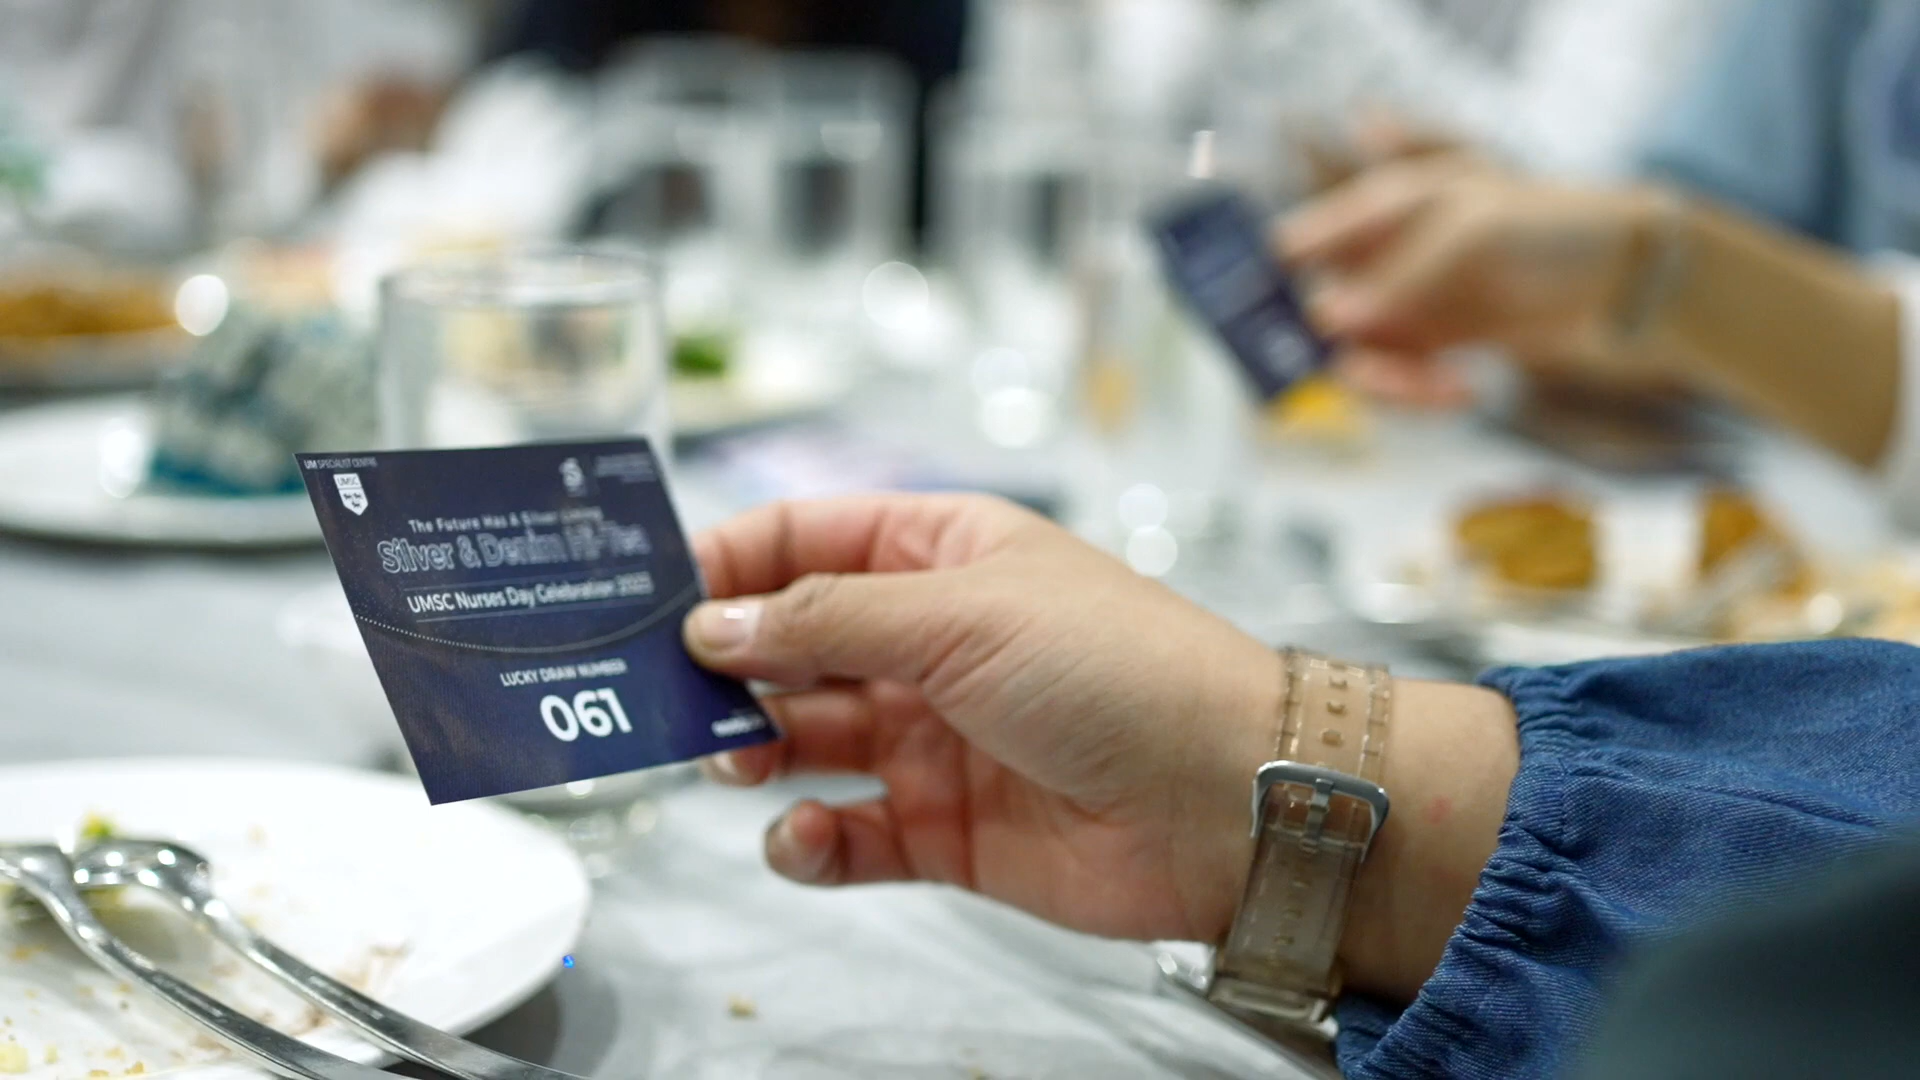 UM SPECIALIST CENTRE
UMSC
The Future Has A Silver Lining
Silver & Denim Hi-Tea
UMSC Nurses Day Celebration 2025
LUCKY DRAW NUMBER
061